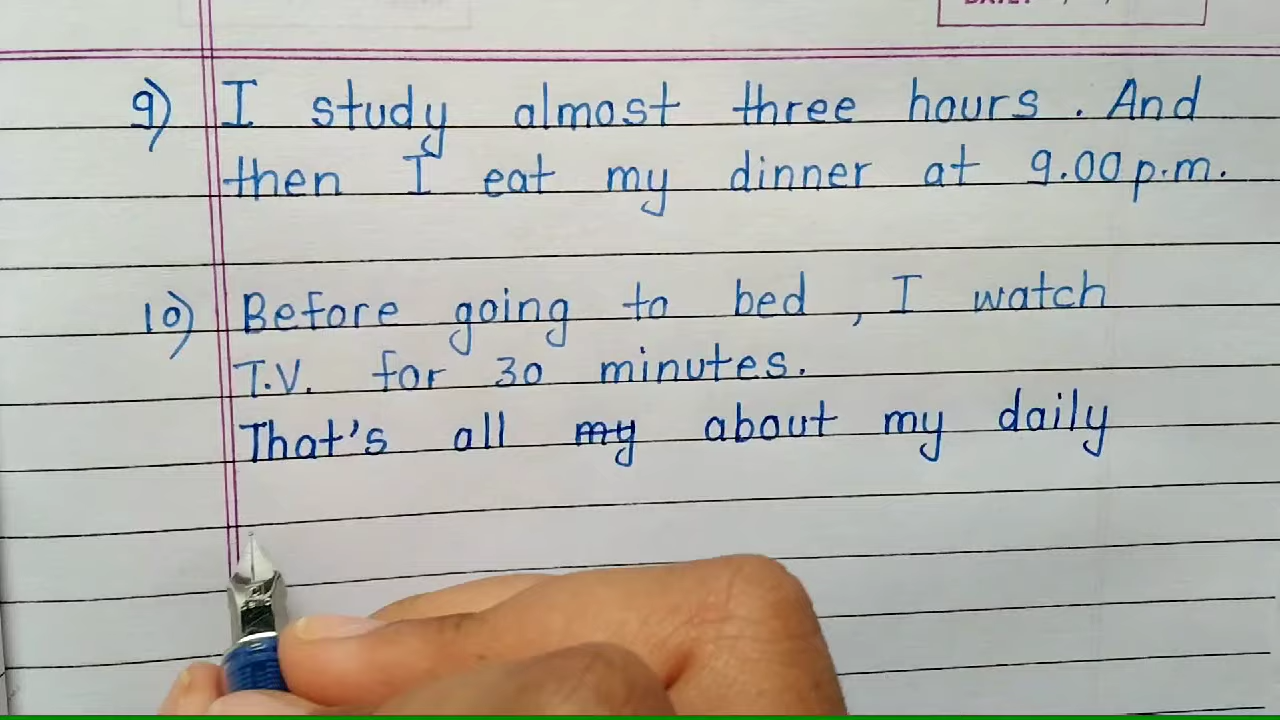 9) I study almost three hours. And
then I eat my dinner at 9.00 p.m.
10) Before going to bed, I watch
T.V. for 30 minutes.
That's all my about my daily